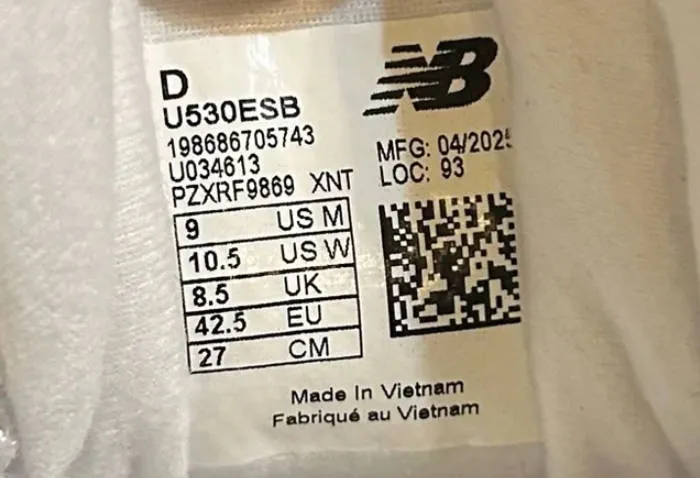 D
NB
U530ESB
198686705743
U034613
PZXRF9869 XNT
MFG: 04/2025
LOC: 93
9 US M
10.5 US W
8.5 UK
42.5 EU
27 CM
Made In Vietnam
Fabriqué au Vietnam